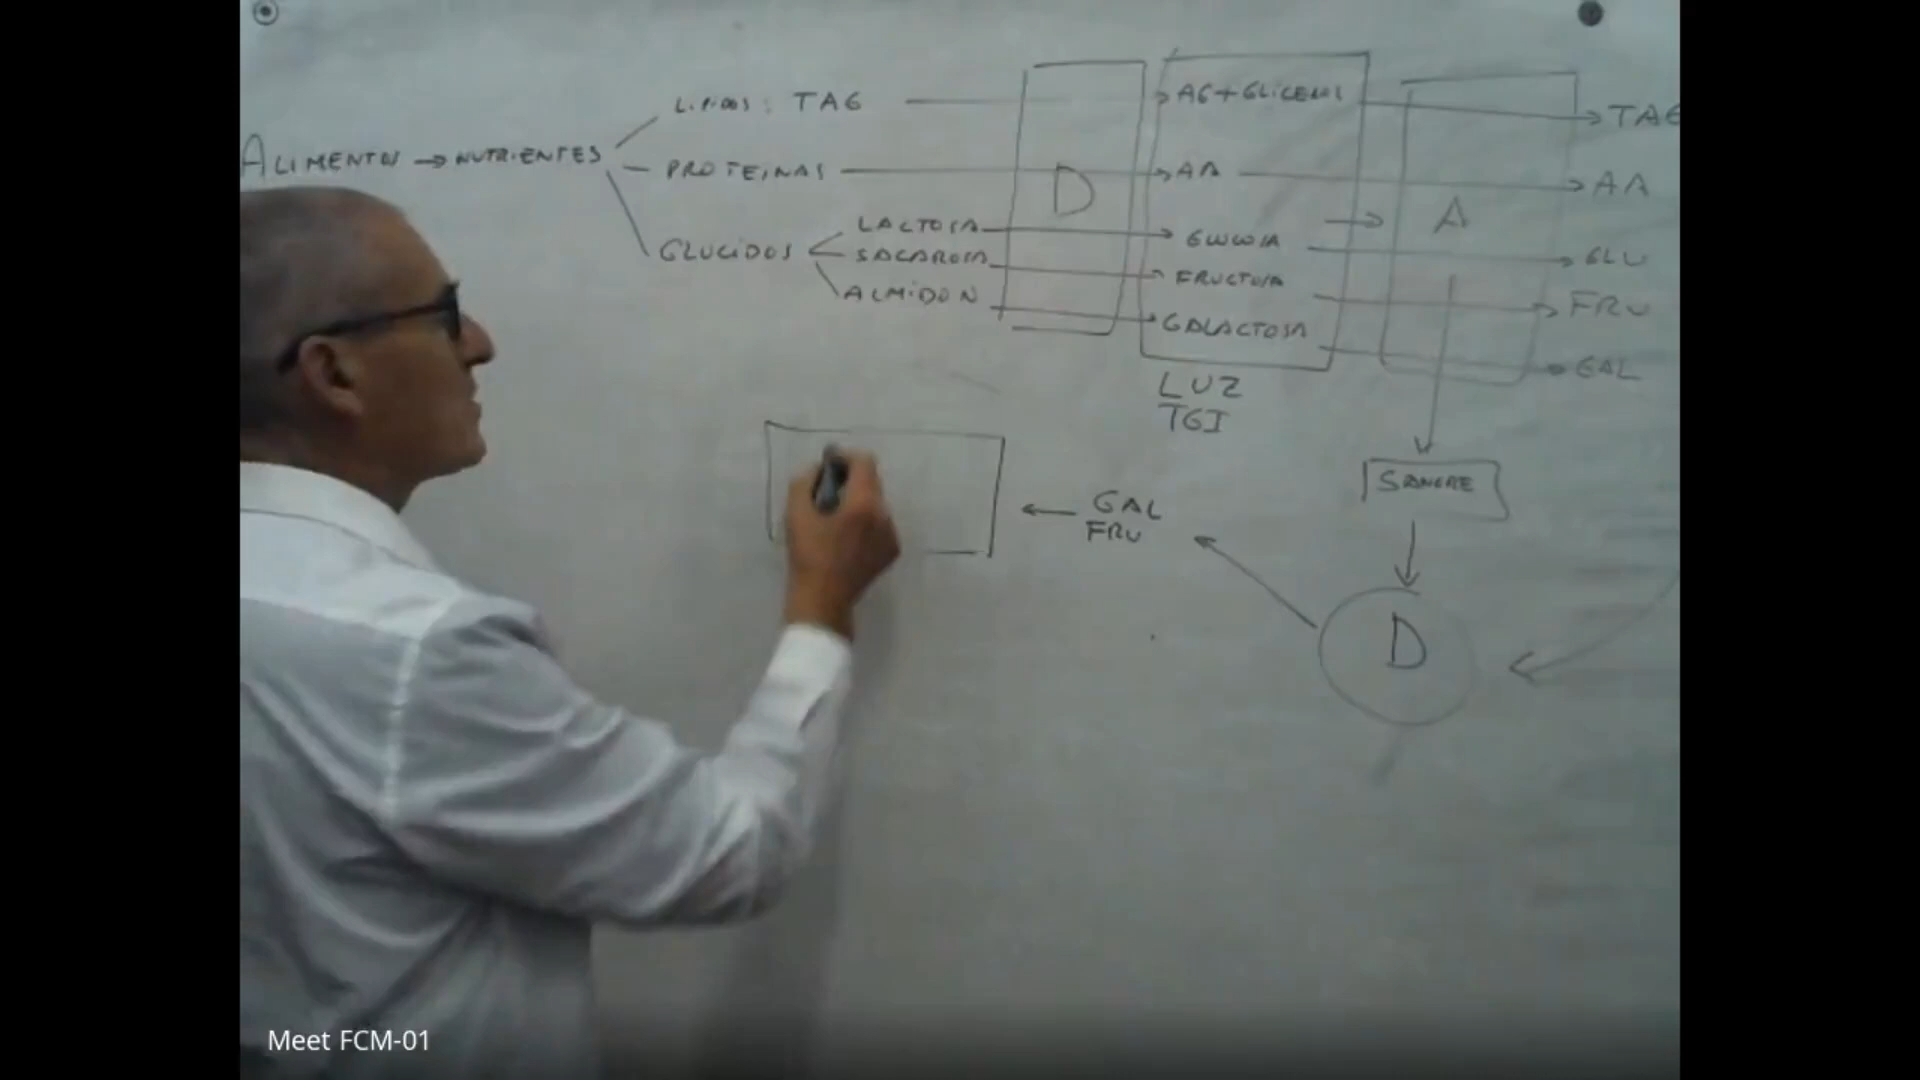 LIPIDOS: TAG
ALIMENTOS → NUTRIENTES
PROTEINAS
GLUCIDOS
LACTOSA
SACAROSA
ALMIDON
D
AG+GLICEROL
AA
GLUCOSA
FRUCTOSA
GALACTOSA
LUZ
TGI
A
TAG
AA
GLU
FRU
GAL
SANGRE
D
GAL
FRU
Meet FCM-01